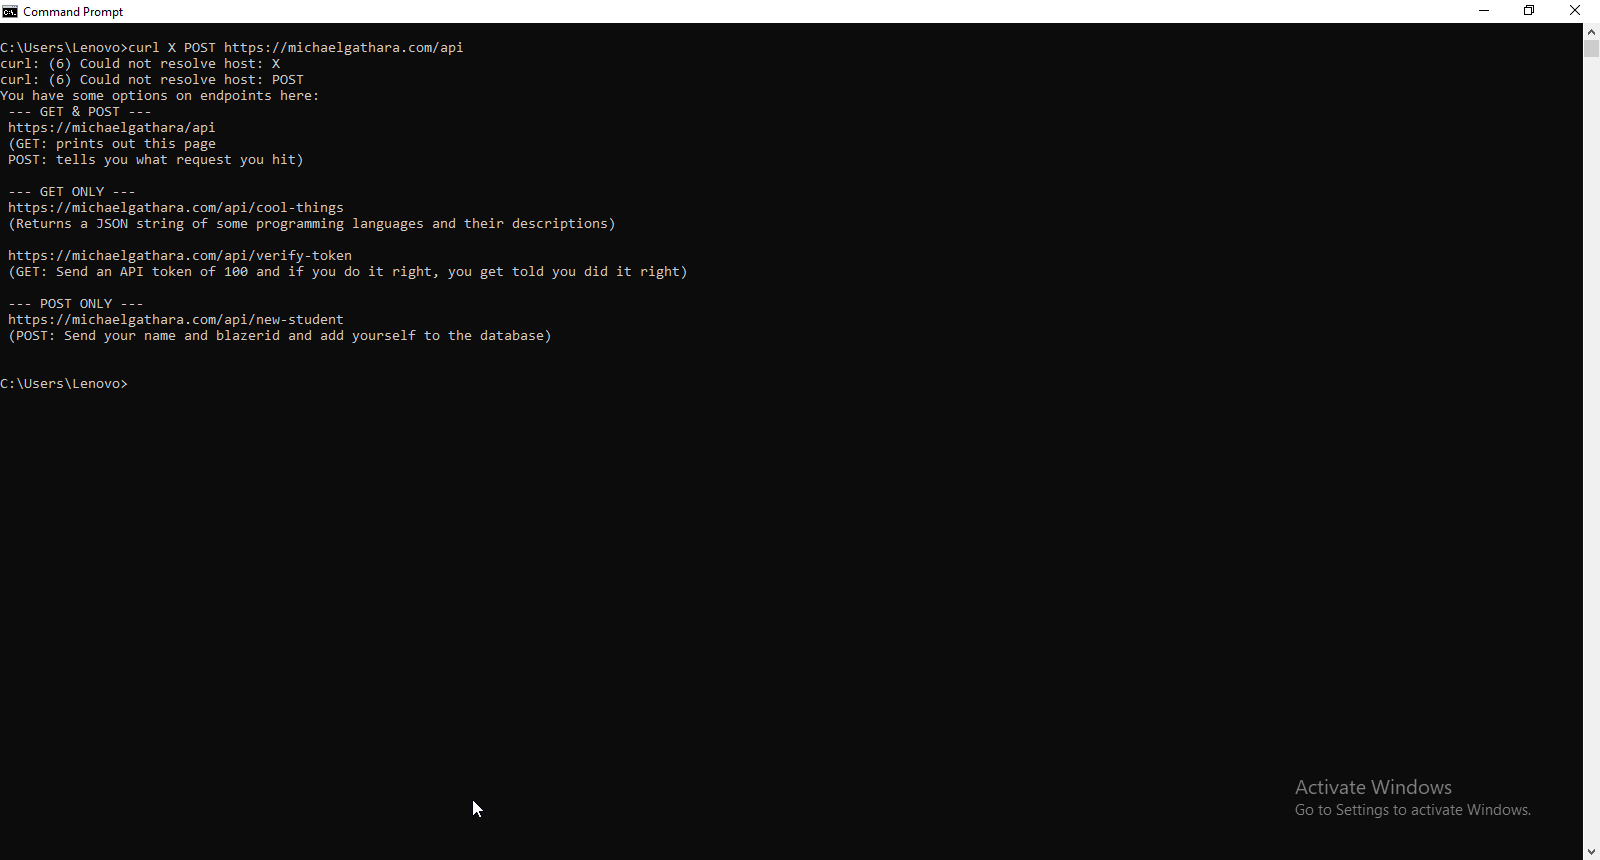 Command Prompt
C:\Users\Lenovo>curl X POST https://michaelgathara.com/api
curl: (6) Could not resolve host: X
curl: (6) Could not resolve host: POST
You have some options on endpoints here:
--- GET & POST ---
https://michaelgathara/api
(GET: prints out this page
POST: tells you what request you hit)
--- GET ONLY ---
https://michaelgathara.com/api/cool-things
(Returns a JSON string of some programming languages and their descriptions)
https://michaelgathara.com/api/verify-token
(GET: Send an API token of 100 and if you do it right, you get told you did it right)
--- POST ONLY ---
https://michaelgathara.com/api/new-student
(POST: Send your name and blazerid and add yourself to the database)
C:\Users\Lenovo>
Activate Windows
Go to Settings to activate Windows.